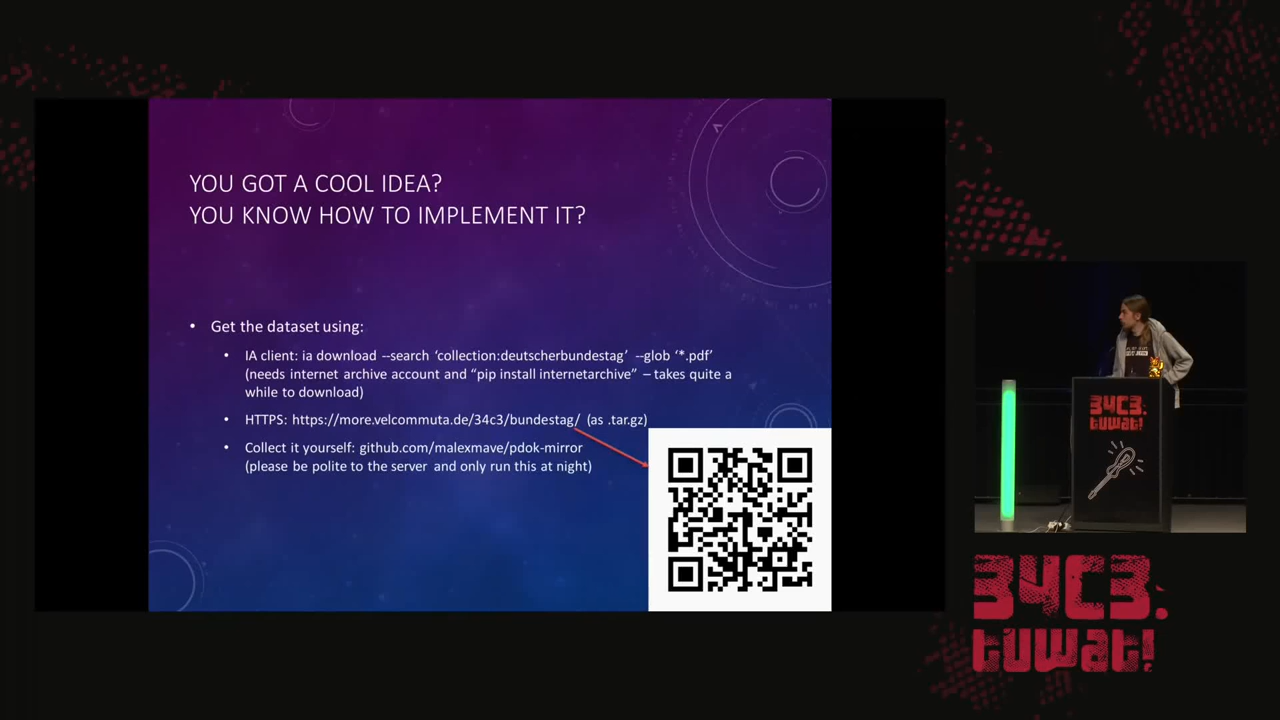 YOU GOT A COOL IDEA?
YOU KNOW HOW TO IMPLEMENT IT?
• Get the dataset using:
• IA client: ia download --search ‘collection:deutscherbundestag’ --glob ‘*.pdf’
(needs internet archive account and “pip install internetarchive” – takes quite a
while to download)
• HTTPS: https://more.velcommuta.de/34c3/bundestag/ (as .tar.gz)
• Collect it yourself: github.com/malexmave/pdok-mirror
(please be polite to the server and only run this at night)
34C3.
tuwat!
34C3.
tuwat!